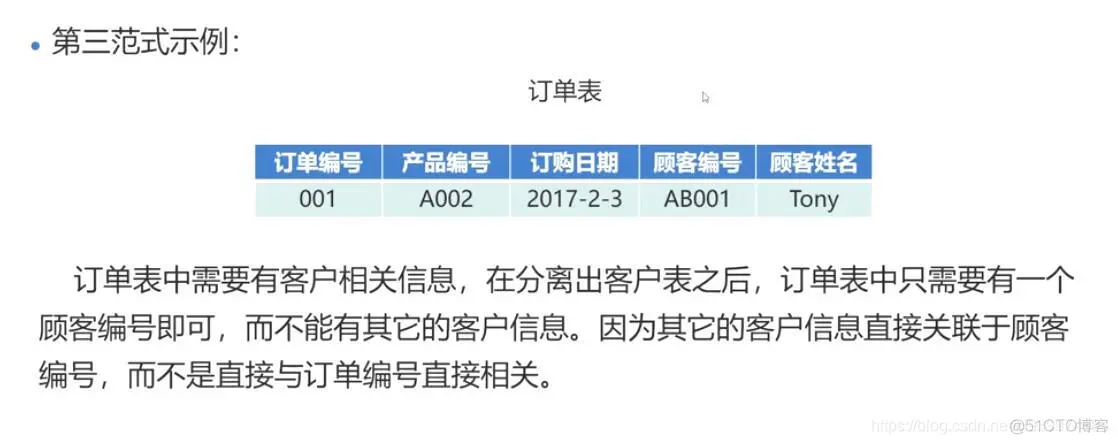 第三范式示例：
订单表
订单编号 产品编号 订购日期 顾客编号 顾客姓名
001 A002 2017-2-3 AB001 Tony
订单表中需要有客户相关信息，在分离出客户表之后，订单表中只需要有一个
顾客编号即可，而不能有其它的客户信息。因为其它的客户信息直接关联于顾客
编号，而不是直接与订单编号直接相关。
@51CTO博客